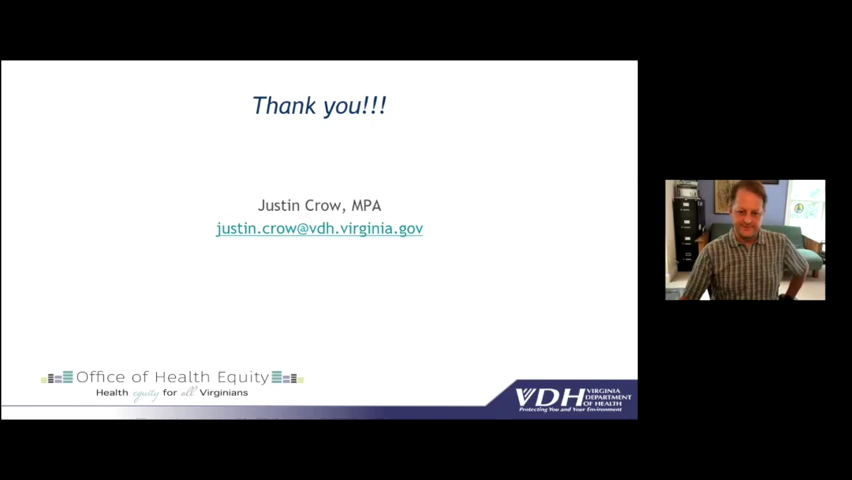 Thank you!!!
Justin Crow, MPA
justin.crow@vdh.virginia.gov
Office of Health Equity
Health equity for all Virginians
VDH VIRGINIA
DEPARTMENT
OF HEALTH
Protecting You and Your Environment